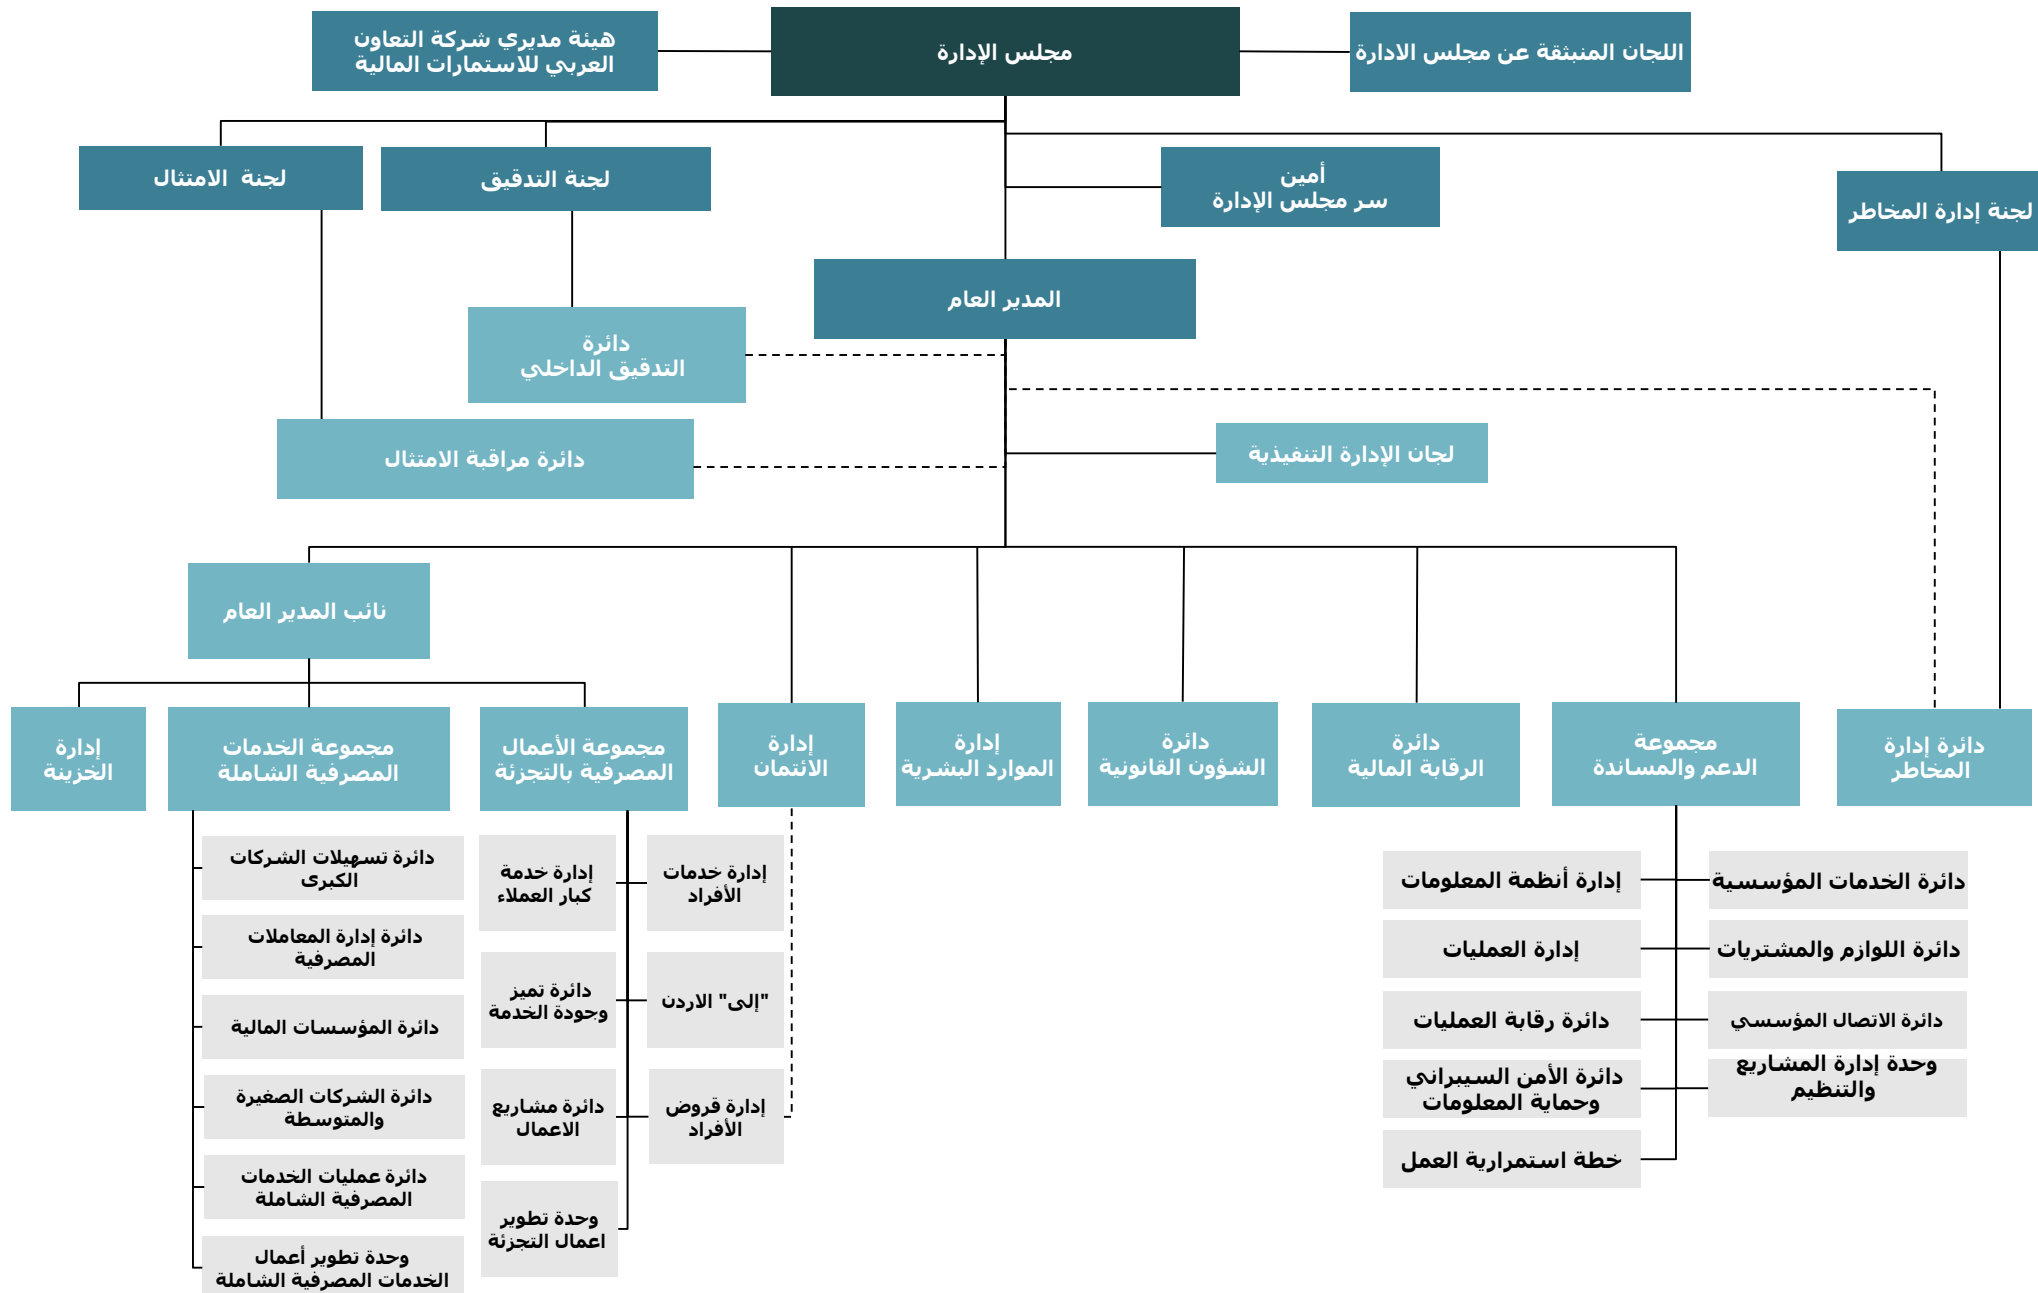 اللجان المنبثقة عن مجلس الادارة
مجلس الإدارة
هيئة مديري شركة التعاون
العربي للاستمارات المالية
لجنة إدارة المخاطر
أمين
سر مجلس الإدارة
لجنة التدقيق
لجنة الامتثال
المدير العام
دائرة
التدقيق الداخلي
لجان الإدارة التنفيذية
دائرة مراقبة الامتثال
نائب المدير العام
دائرة إدارة
المخاطر
مجموعة
الدعم والمساندة
دائرة
الرقابة المالية
دائرة
الشؤون القانونية
إدارة
الموارد البشرية
إدارة
الائتمان
مجموعة الأعمال
المصرفية بالتجزئة
مجموعة الخدمات
المصرفية الشاملة
إدارة
الخزينة
دائرة الخدمات المؤسسية
دائرة اللوازم والمشتريات
دائرة الاتصال المؤسسي
وحدة إدارة المشاريع
والتنظيم
إدارة أنظمة المعلومات
إدارة العمليات
دائرة رقابة العمليات
دائرة الأمن السيبراني
وحماية المعلومات
خطة استمرارية العمل
إدارة خدمات
الأفراد
"إلى" الاردن
إدارة قروض
الأفراد
إدارة خدمة
كبار العملاء
دائرة تميز
وجودة الخدمة
دائرة مشاريع
الاعمال
وحدة تطوير
اعمال التجزئة
دائرة تسهيلات الشركات
الكبرى
دائرة إدارة المعاملات
المصرفية
دائرة المؤسسات المالية
دائرة الشركات الصغيرة
والمتوسطة
دائرة عمليات الخدمات
المصرفية الشاملة
وحدة تطوير أعمال
الخدمات المصرفية الشاملة